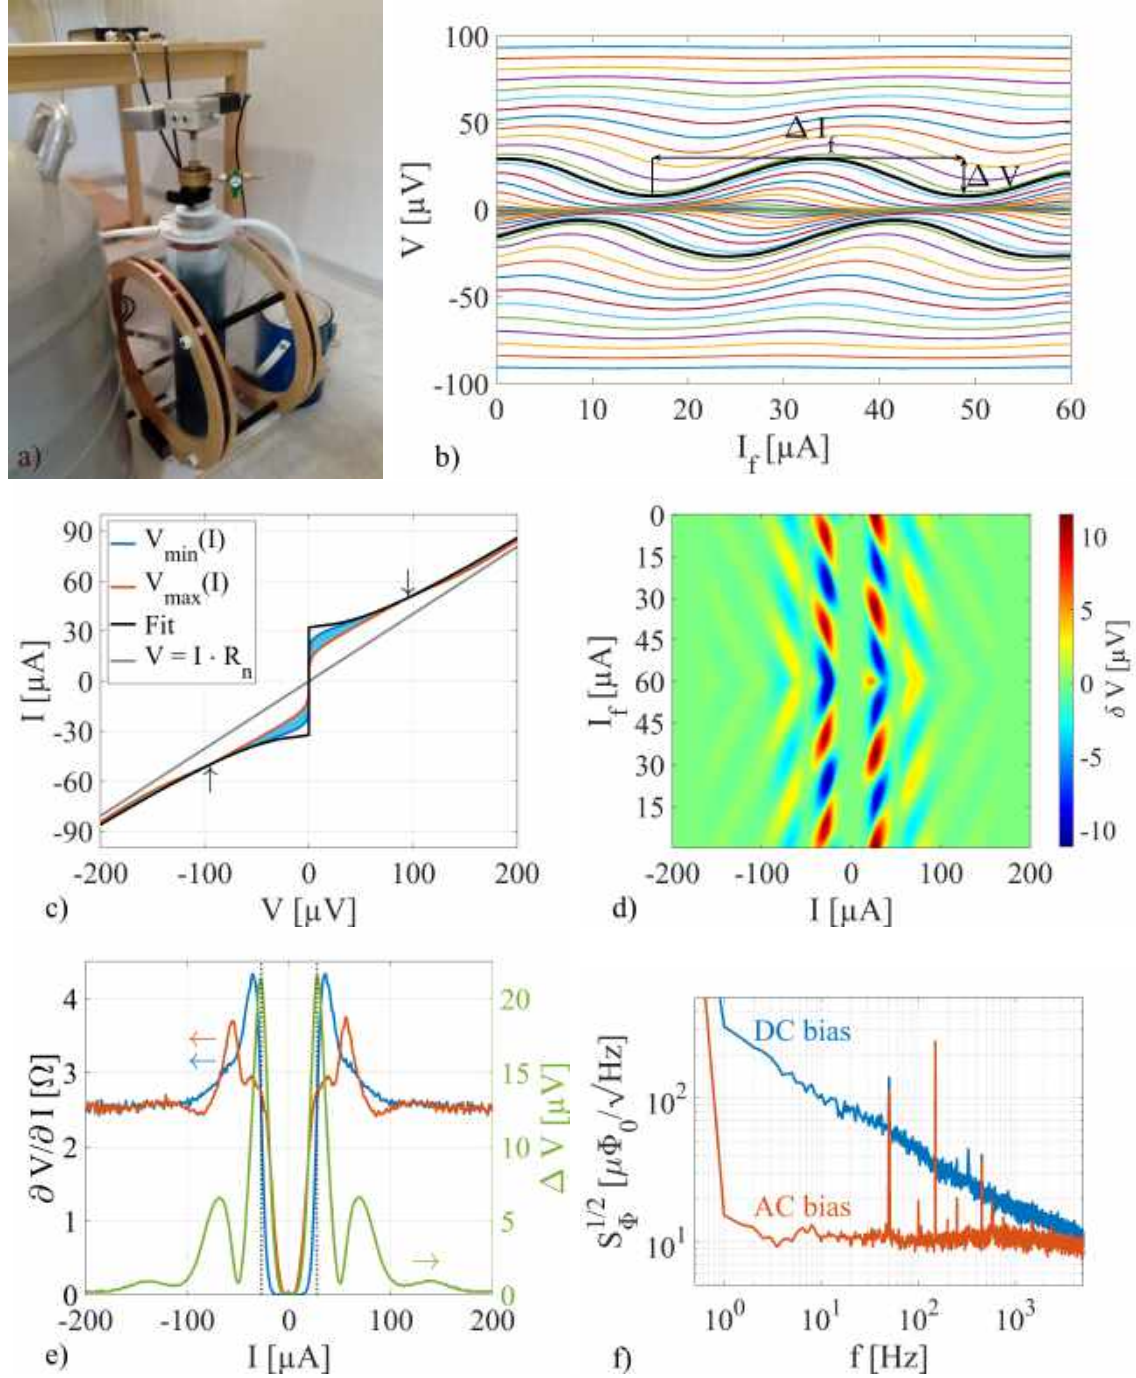 a)
100
50
0
-50
-100
V [µV]
Δ I_f
Δ V
0 10 20 30 40 50 60
I_f [µA]
b)
90
60
30
0
-30
-60
-90
I [µA]
V_min(I)
V_max(I)
Fit
V = I · R_n
-200 -100 0 100 200
V [µV]
c)
0
15
30
45
60
45
30
15
I_f [µA]
-200 -100 0 100 200
I [µA]
10
5
0
-5
-10
δ V [µV]
d)
4
3
2
1
0
∂ V/∂ I [Ω]
← 
←
→
20
15
10
5
0
Δ V [µV]
-200 -100 0 100 200
I [µA]
e)
DC bias
AC bias
10^2
10^1
S_Φ^1/2 [µΦ_0/√Hz]
10^0 10^1 10^2 10^3
f [Hz]
f)